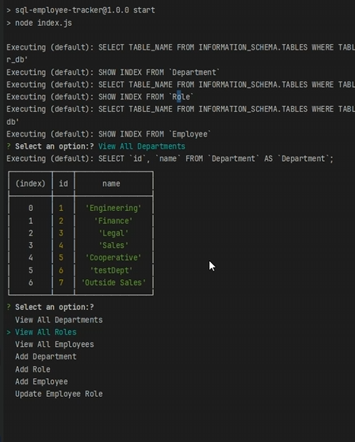 > sql-employee-tracker@1.0.0 start
> node index.js
Executing (default): SELECT TABLE_NAME FROM INFORMATION_SCHEMA.TABLES WHERE TABL
r_db'
Executing (default): SHOW INDEX FROM `Department`
Executing (default): SELECT TABLE_NAME FROM INFORMATION_SCHEMA.TABLES WHERE TABL
Executing (default): SHOW INDEX FROM `Role`
Executing (default): SELECT TABLE_NAME FROM INFORMATION_SCHEMA.TABLES WHERE TABL
db'
Executing (default): SHOW INDEX FROM `Employee`
? Select an option:? View All Departments
Executing (default): SELECT `id`, `name` FROM `Department` AS `Department`;
(index) id name
0 1 'Engineering'
1 2 'Finance'
2 3 'Legal'
3 4 'Sales'
4 5 'Cooperative'
5 6 'testDept'
6 7 'Outside Sales'
? Select an option:?
View All Departments
> View All Roles
View All Employees
Add Department
Add Role
Add Employee
Update Employee Role